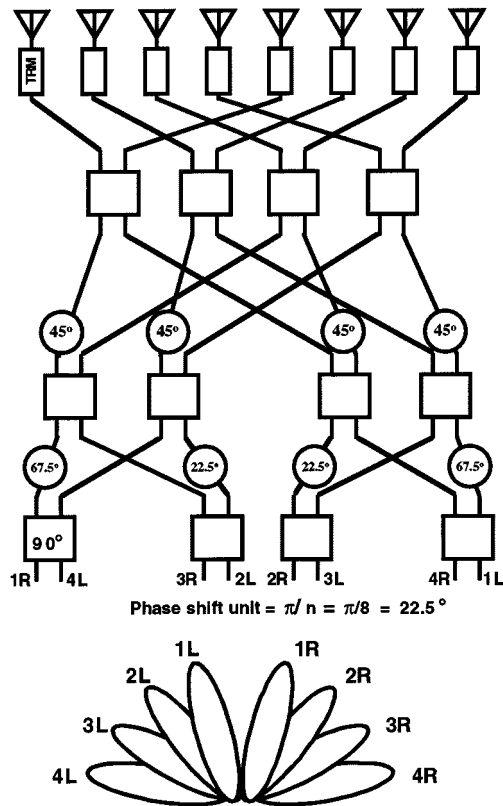 TRM
45° 45° 45° 45°
67.5° 22.5° 22.5° 67.5°
90°
1R 4L 3R 2L 2R 3L 4R 1L
Phase shift unit = π/ n = π/8 = 22.5°
1L 1R
2L 2R
3L 3R
4L 4R